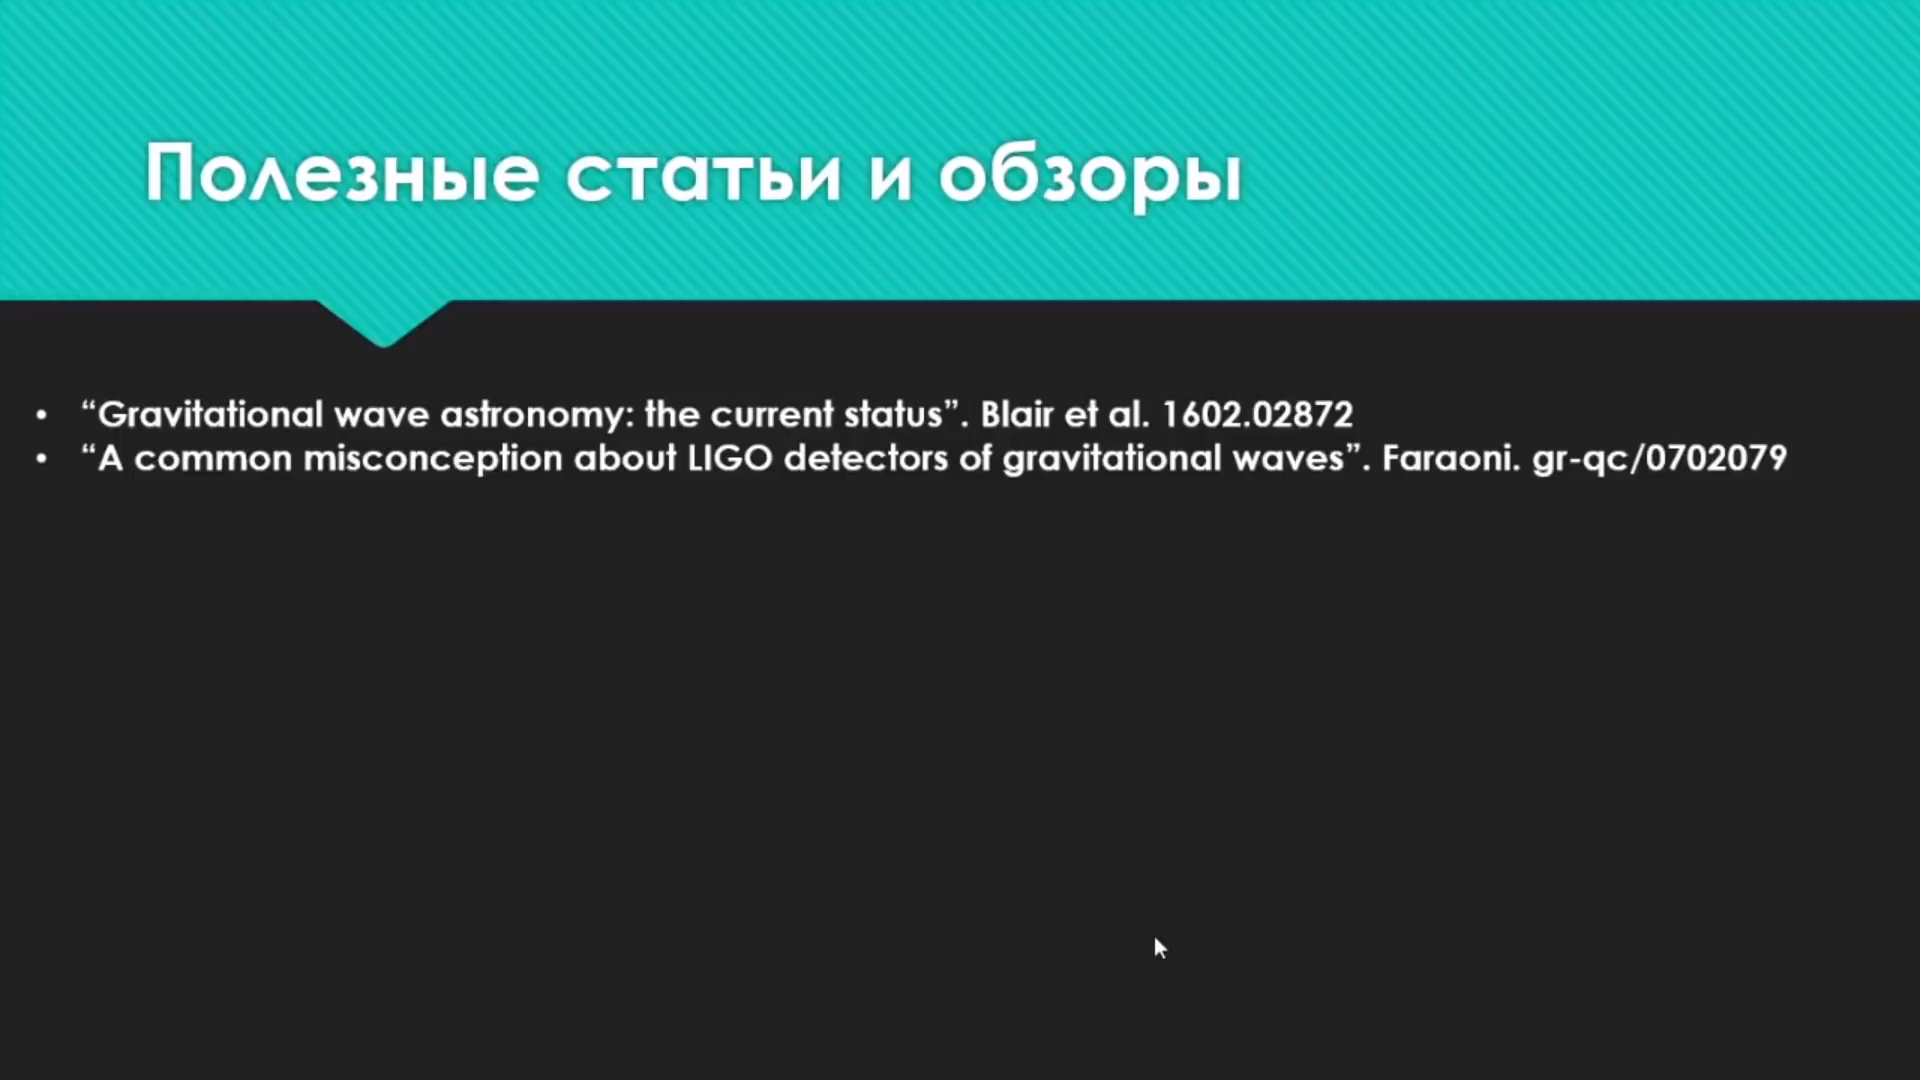 Полезные статьи и обзоры
• “Gravitational wave astronomy: the current status”. Blair et al. 1602.02872
• “A common misconception about LIGO detectors of gravitational waves”. Faraoni. gr-qc/0702079